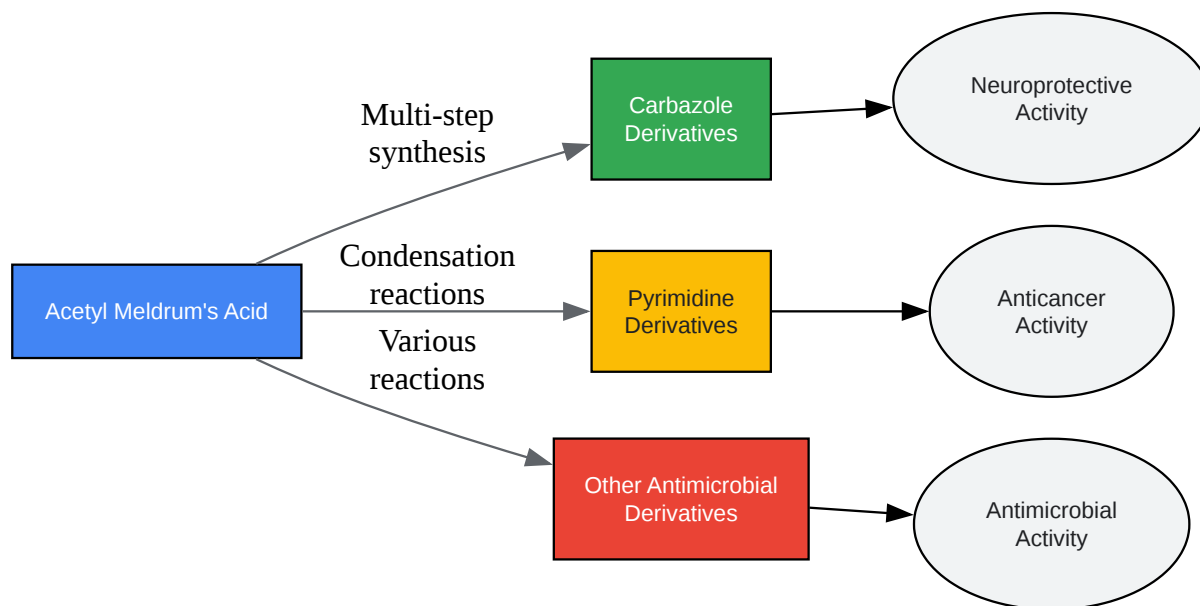 Acetyl Meldrum's Acid
Multi-step
synthesis
Carbazole
Derivatives
Neuroprotective
Activity
Condensation
reactions
Pyrimidine
Derivatives
Anticancer
Activity
Various
reactions
Other Antimicrobial
Derivatives
Antimicrobial
Activity